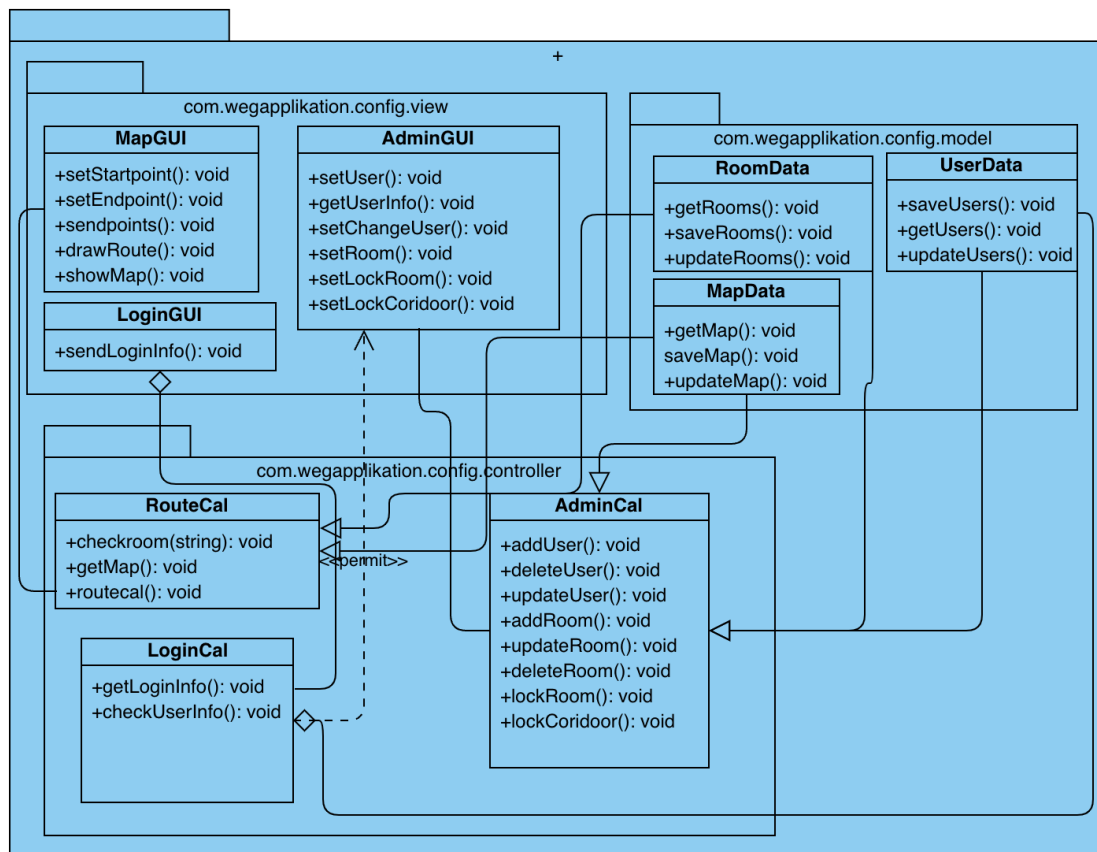 +
com.wegapplikation.config.view
MapGUI
+setStartpoint(): void
+setEndpoint(): void
+sendpoints(): void
+drawRoute(): void
+showMap(): void
AdminGUI
+setUser(): void
+getUserInfo(): void
+setChangeUser(): void
+setRoom(): void
+setLockRoom(): void
+setLockCoridoor(): void
LoginGUI
+sendLoginInfo(): void
com.wegapplikation.config.model
RoomData
+getRooms(): void
+saveRooms(): void
+updateRooms(): void
UserData
+saveUsers(): void
+getUsers(): void
+updateUsers(): void
MapData
+getMap(): void
saveMap(): void
+updateMap(): void
com.wegapplikation.config.controller
RouteCal
+checkroom(string): void
+getMap(): void
+routecal(): void
<<permit>>
AdminCal
+addUser(): void
+deleteUser(): void
+updateUser(): void
+addRoom(): void
+updateRoom(): void
+deleteRoom(): void
+lockRoom(): void
+lockCoridoor(): void
LoginCal
+getLoginInfo(): void
+checkUserInfo(): void